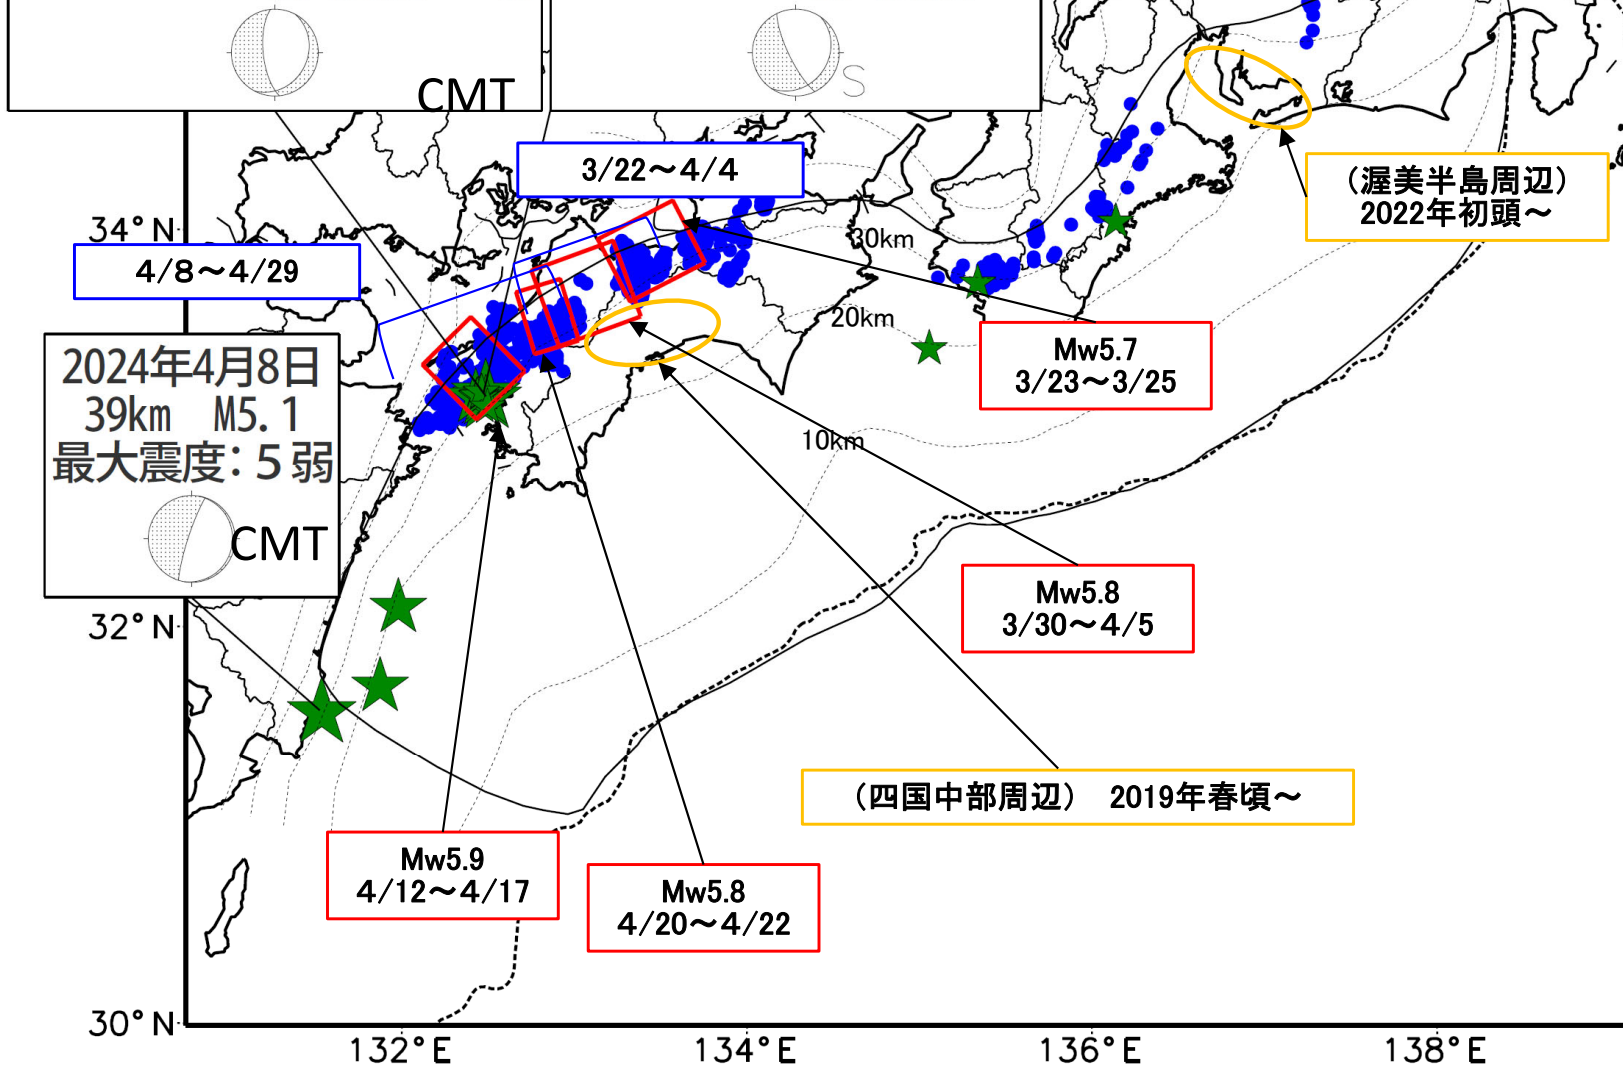 CMT
S
3/22～4/4
（渥美半島周辺）
2022年初頭～
34°N
30km
4/8～4/29
20km
2024年4月8日
39km　M5.1
最大震度：５弱
CMT
Mw5.7
3/23～3/25
10km
Mw5.8
3/30～4/5
32°N
（四国中部周辺）　2019年春頃～
Mw5.9
4/12～4/17
Mw5.8
4/20～4/22
30°N
132°E
134°E
136°E
138°E